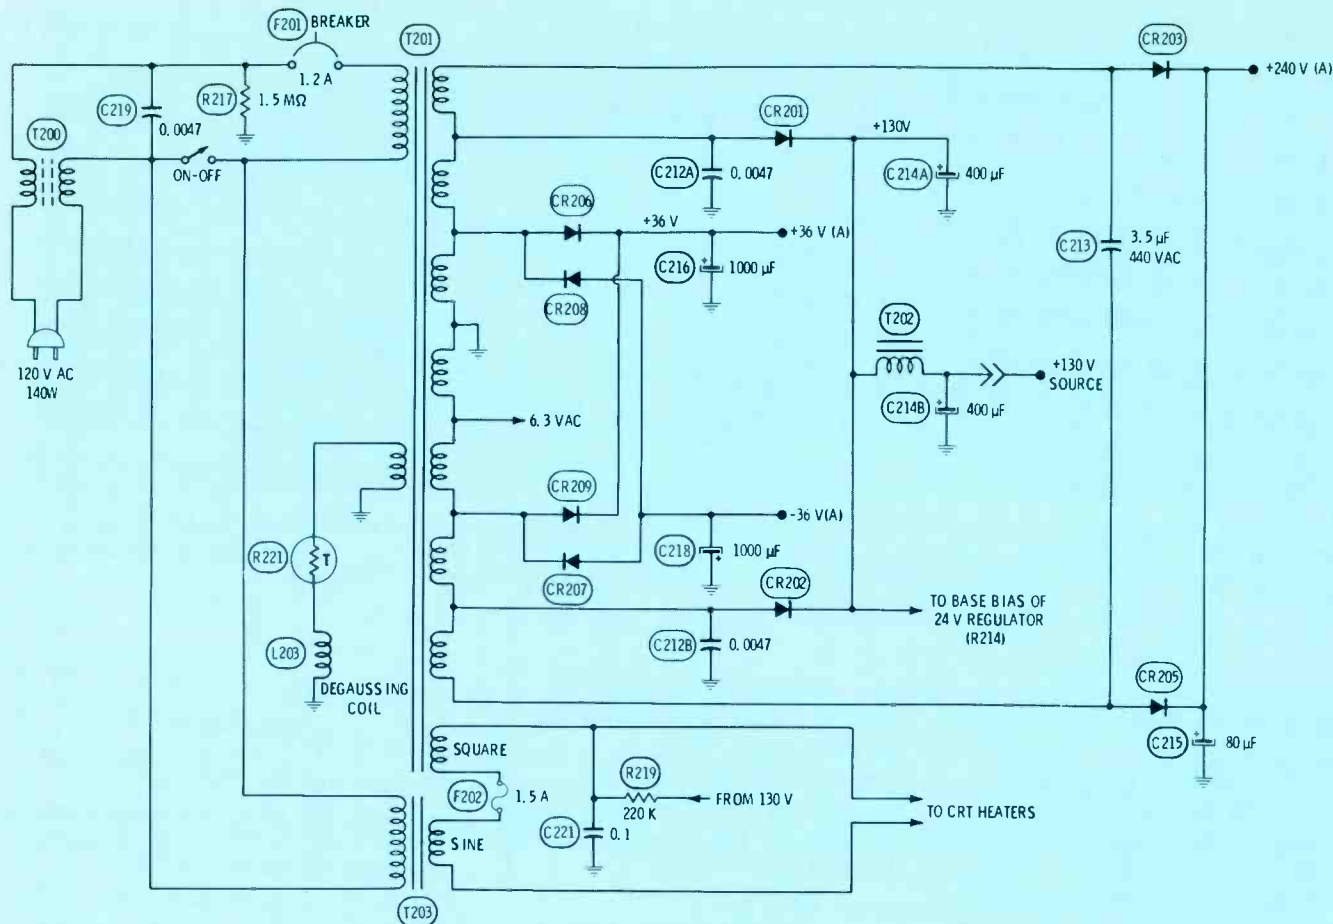 F201 BREAKER
1.2 A
T201
CR203
+240 V (A)
C219
0.0047
R217
1.5 MΩ
T200
ON-OFF
CR201
+130V
C212A
0.0047
C214A
400 µF
CR206
+36 V
+36 V (A)
C216
1000 µF
CR208
C213
3.5 µF
440 VAC
T202
+130 V
SOURCE
C214B
400 µF
120 V AC
140W
6.3 VAC
CR209
-36 V(A)
C218
1000 µF
CR207
R221
T
CR202
TO BASE BIAS OF
24 V REGULATOR
(R214)
C212B
0.0047
L203
DEGAUSSING
COIL
CR205
C215
80 µF
SQUARE
F202
1.5 A
R219
220 K
FROM 130 V
TO CRT HEATERS
C221
0.1
SINE
T203